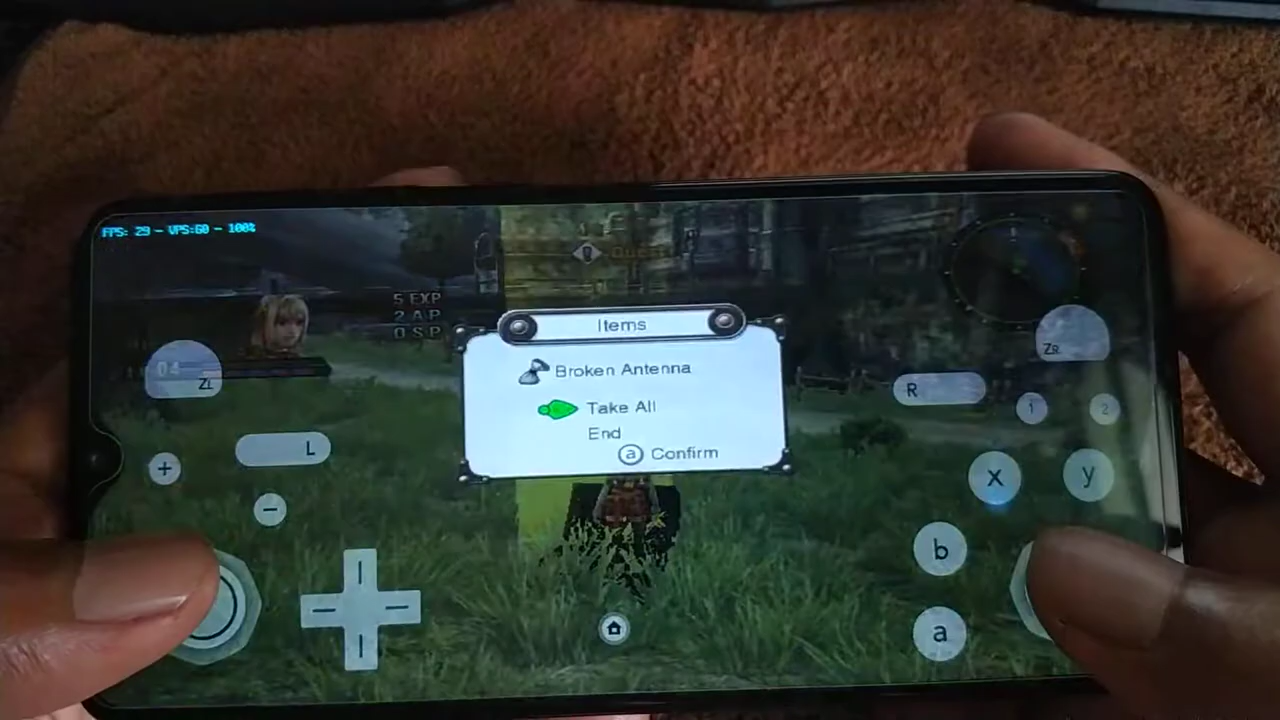 FPS: 29 - VPS:60 - 100%
5 EXP
2 AP
0 SP
Items
Broken Antenna
Take All
End
a Confirm
04
ZL
ZR
L
R
1
2
+
−
x
y
b
a